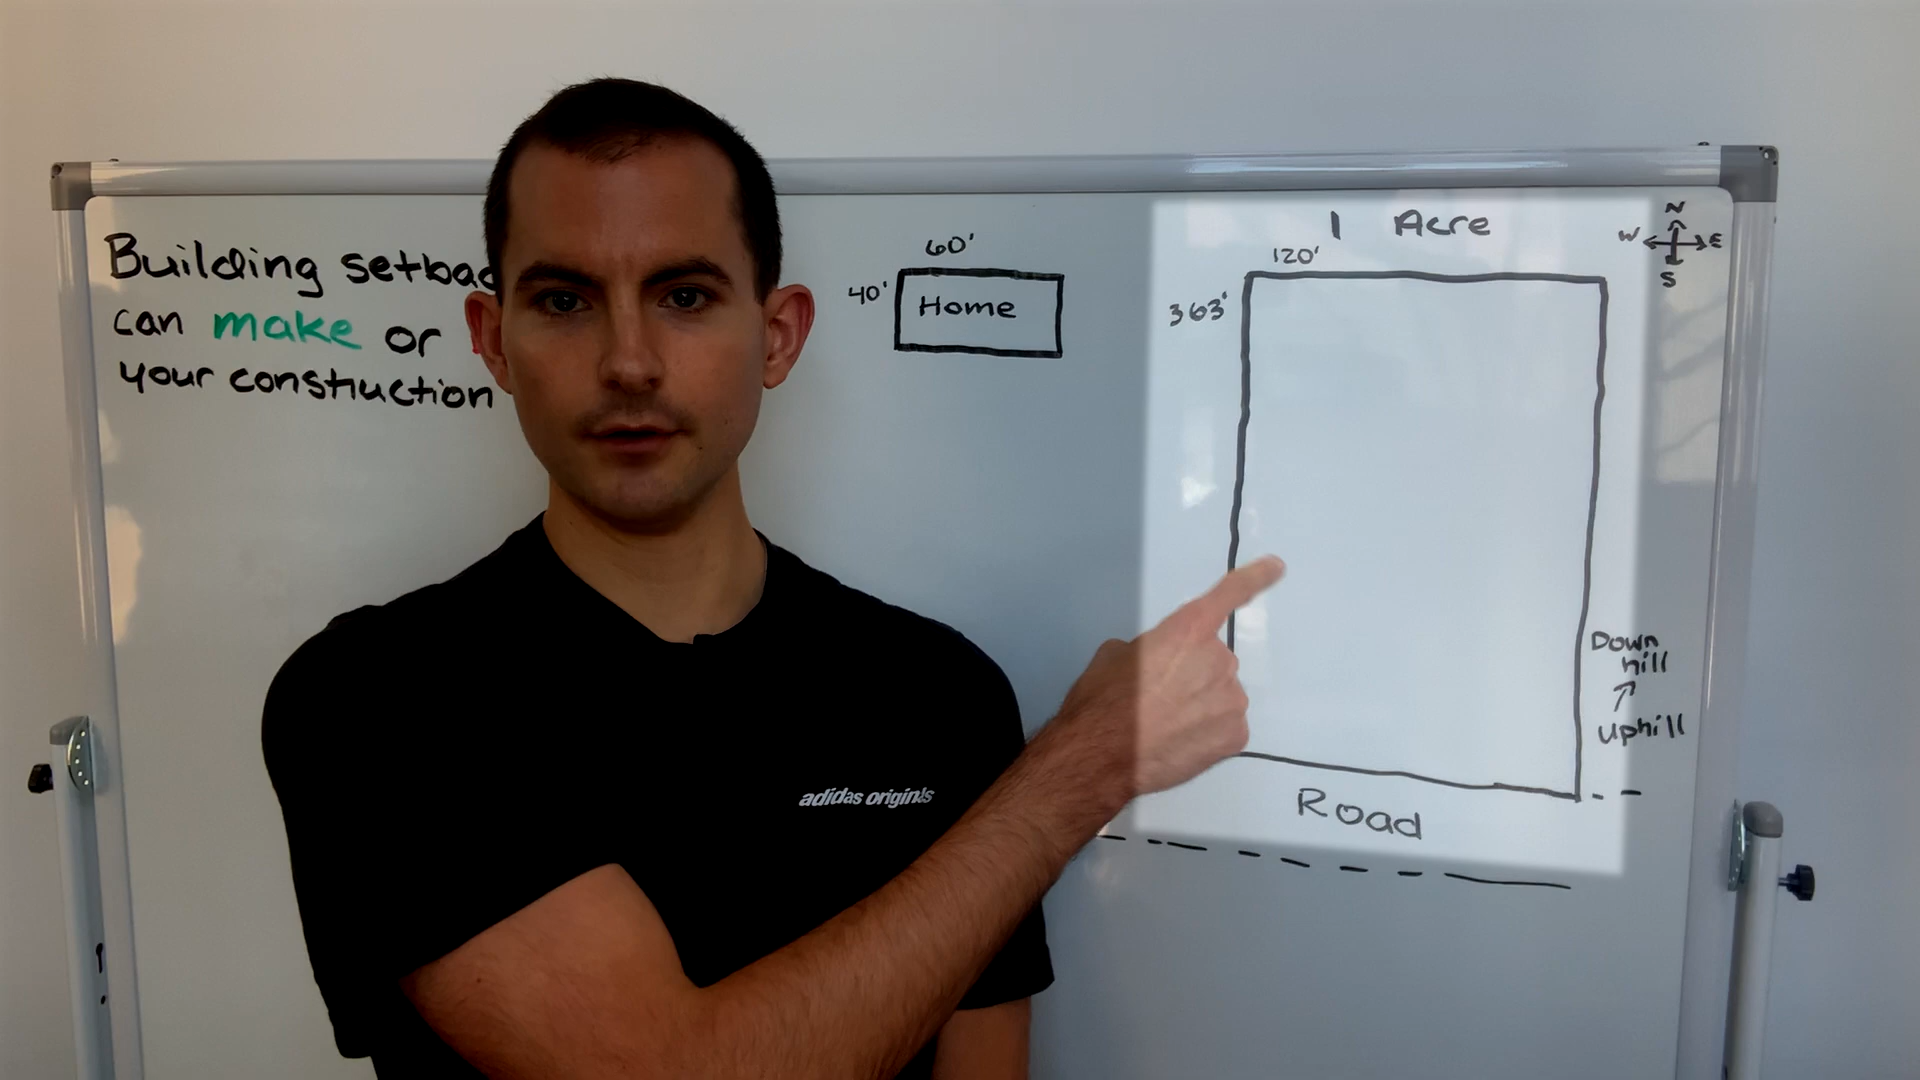 Building setbac
can make or
your construction
60'
40'
Home
1 Acre
120'
363'
N
W E
S
Down
hill
uphill
Road
adidas originals